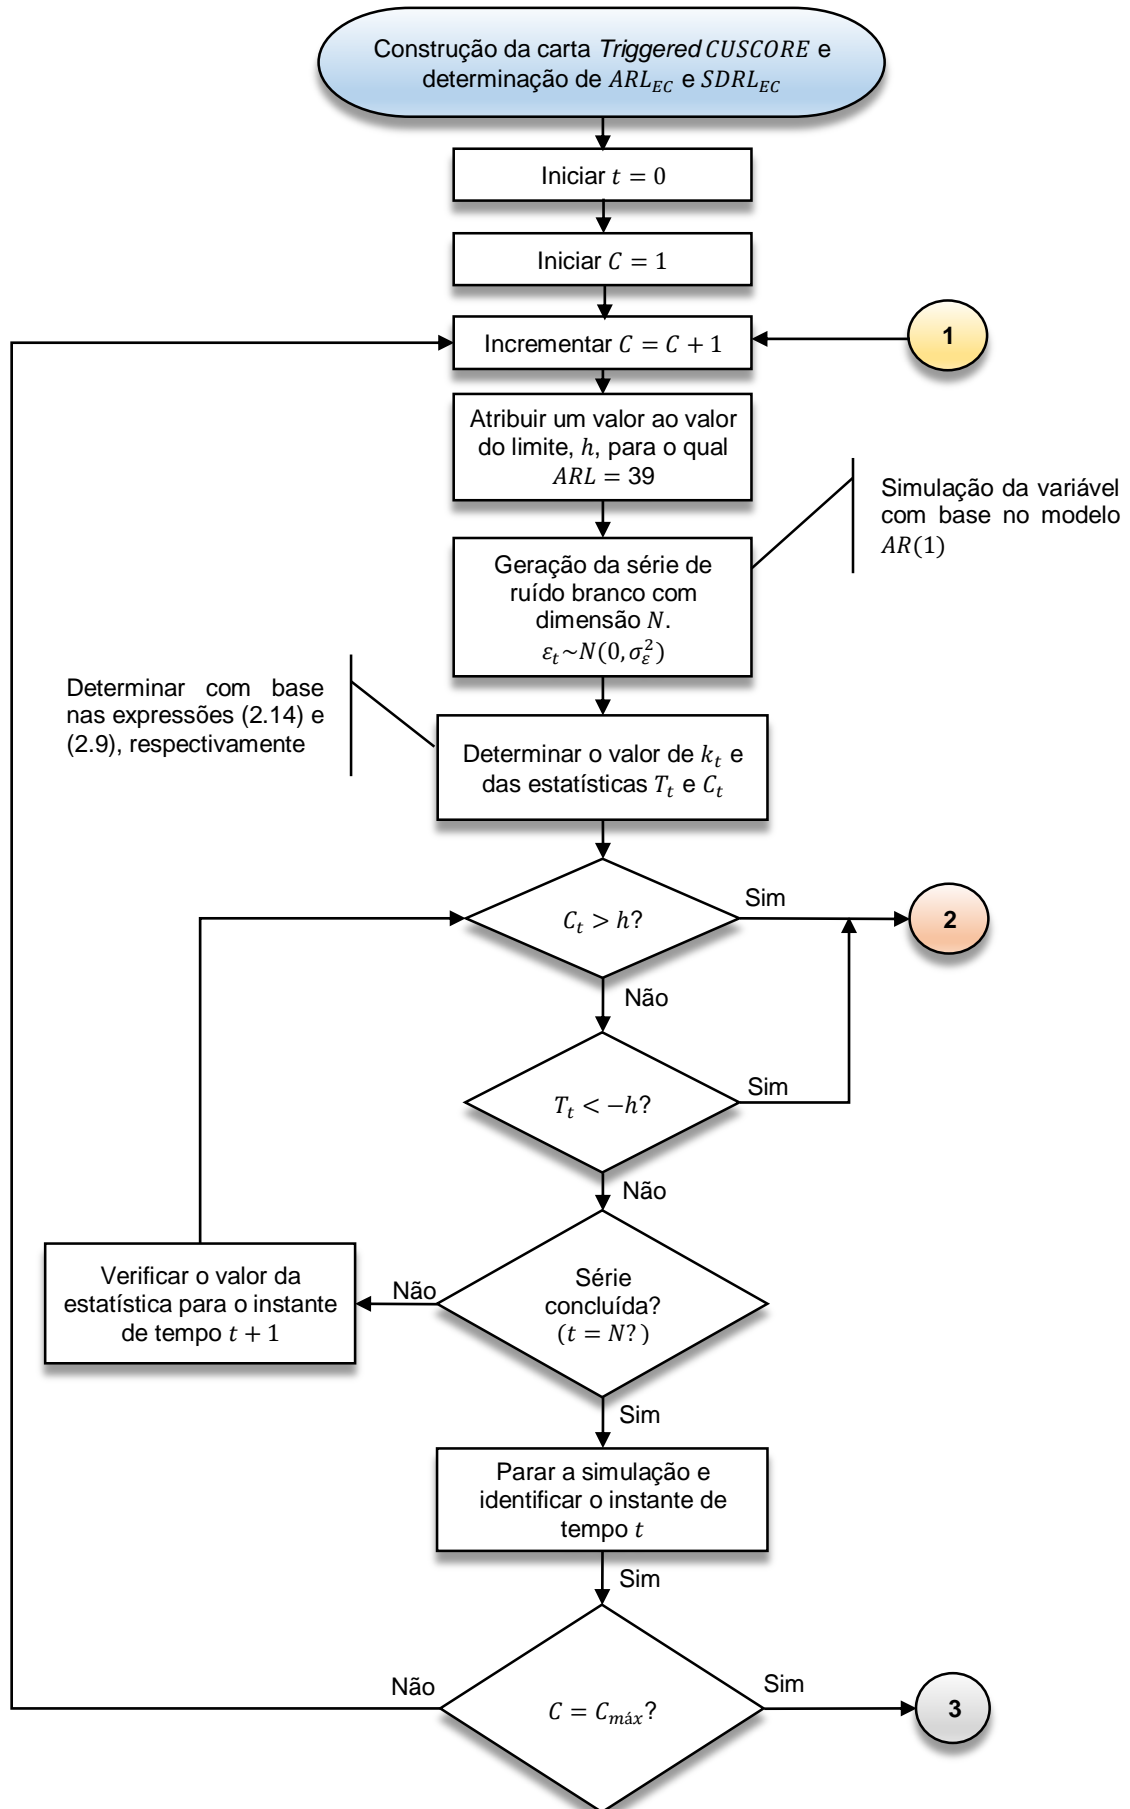 Construção da carta Triggered CUSCORE e
determinação de ARL_EC e SDRL_EC
Iniciar t = 0
Iniciar C = 1
Incrementar C = C + 1
1
Atribuir um valor ao valor
do limite, h, para o qual
ARL = 39
Simulação da variável
com base no modelo
AR(1)
Geração da série de
ruído branco com
dimensão N.
ε_t~N(0, σ_ε^2)
Determinar com base
nas expressões (2.14) e
(2.9), respectivamente
Determinar o valor de k_t e
das estatísticas T_t e C_t
C_t > h?
Sim
2
Não
T_t < −h?
Sim
Não
Série
concluída?
(t = N?)
Não
Verificar o valor da
estatística para o instante
de tempo t + 1
Sim
Parar a simulação e
identificar o instante de
tempo t
Sim
C = C_máx?
Não
Sim
3